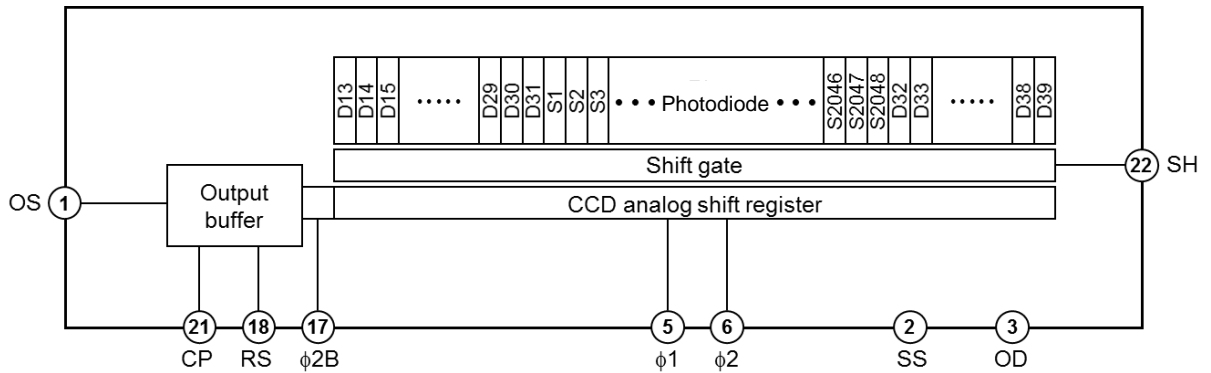 D13 D14 D15 ····· D29 D30 D31 S1 S2 S3 • • • Photodiode • • • S2046 S2047 S2048 D32 D33 ····· D38 D39
Shift gate
22 SH
OS 1
Output
buffer
CCD analog shift register
21 18 17 5 6 2 3
CP RS ϕ2B ϕ1 ϕ2 SS OD